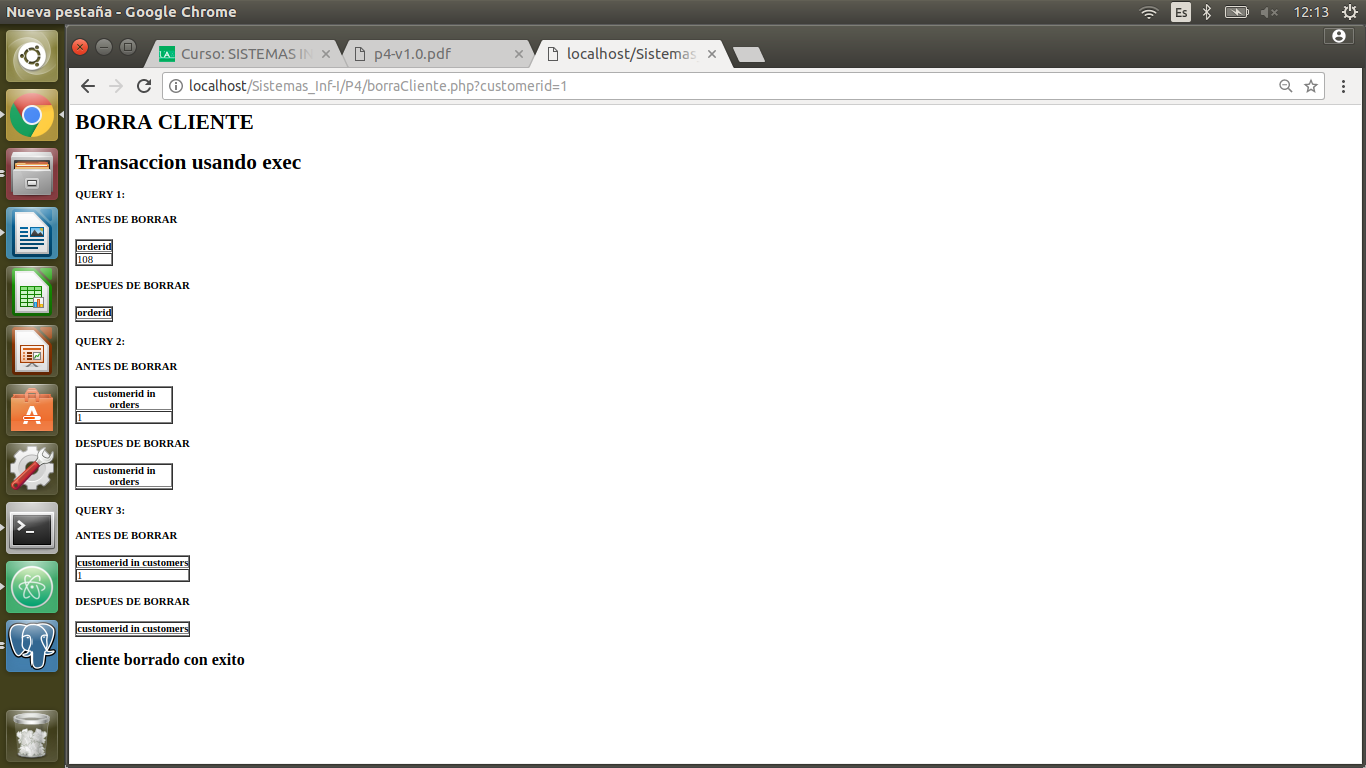 Nueva pestaña - Google Chrome
Es
12:13
Curso: SISTEMAS IN
p4-v1.0.pdf
localhost/Sistemas
localhost/Sistemas_Inf-I/P4/borraCliente.php?customerid=1
BORRA CLIENTE
Transaccion usando exec
QUERY 1:
ANTES DE BORRAR
orderid
108
DESPUES DE BORRAR
orderid
QUERY 2:
ANTES DE BORRAR
customerid in
orders
1
DESPUES DE BORRAR
customerid in
orders
QUERY 3:
ANTES DE BORRAR
customerid in customers
1
DESPUES DE BORRAR
customerid in customers
cliente borrado con exito